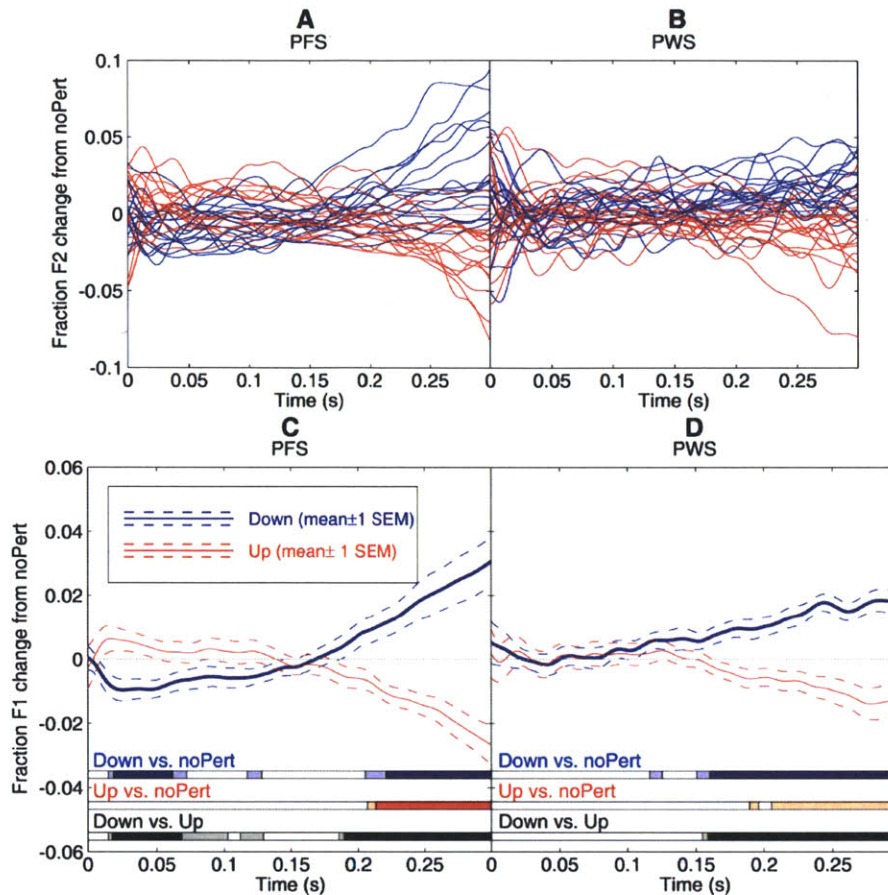 A B
PFS PWS
Fraction F2 change from noPert
0.1
0.05
0
-0.05
-0.1
0 0.05 0.1 0.15 0.2 0.25 0 0.05 0.1 0.15 0.2 0.25
Time (s) Time (s)
C D
PFS PWS
Fraction F1 change from noPert
0.06
0.04
0.02
0
-0.02
-0.04
-0.06
Down (mean±1 SEM)
Up (mean± 1 SEM)
Down vs. noPert Down vs. noPert
Up vs. noPert Up vs. noPert
Down vs. Up Down vs. Up
0 0.05 0.1 0.15 0.2 0.25 0 0.05 0.1 0.15 0.2 0.25
Time (s) Time (s)